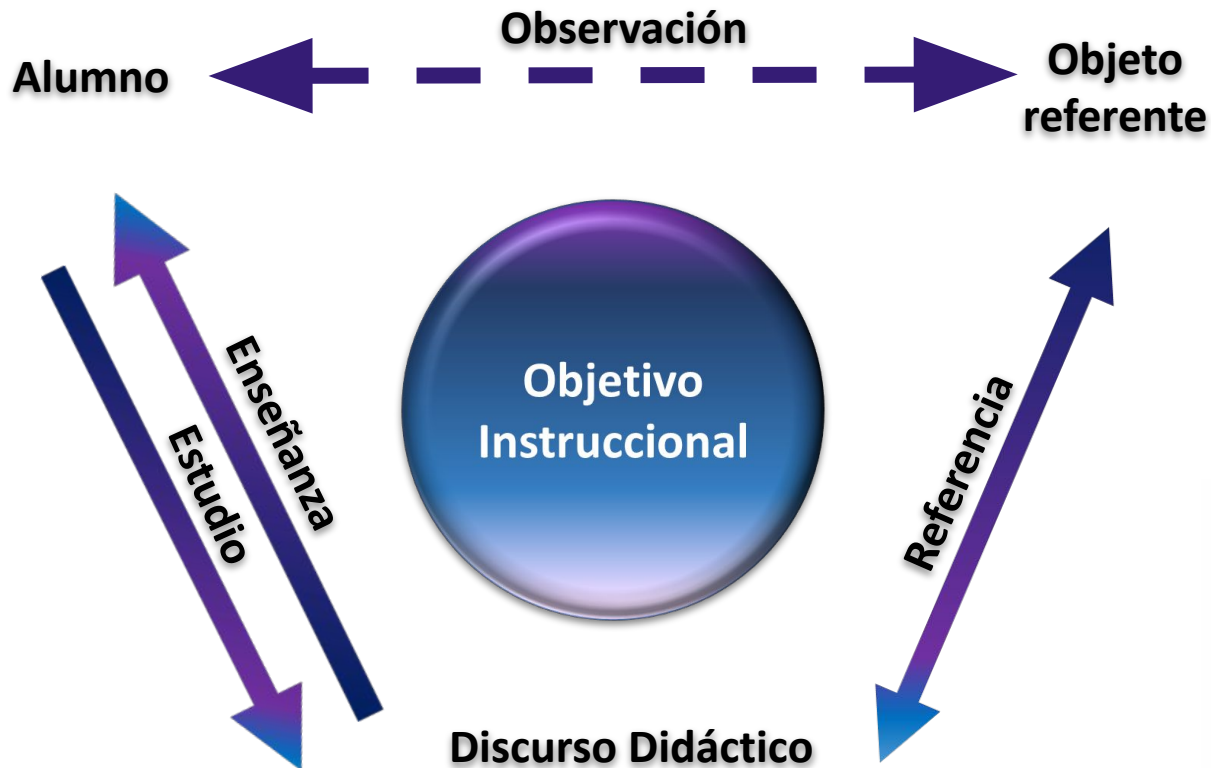 Observación
Alumno
Objeto
referente
Enseñanza
Estudio
Objetivo
Instruccional
Referencia
Discurso Didáctico